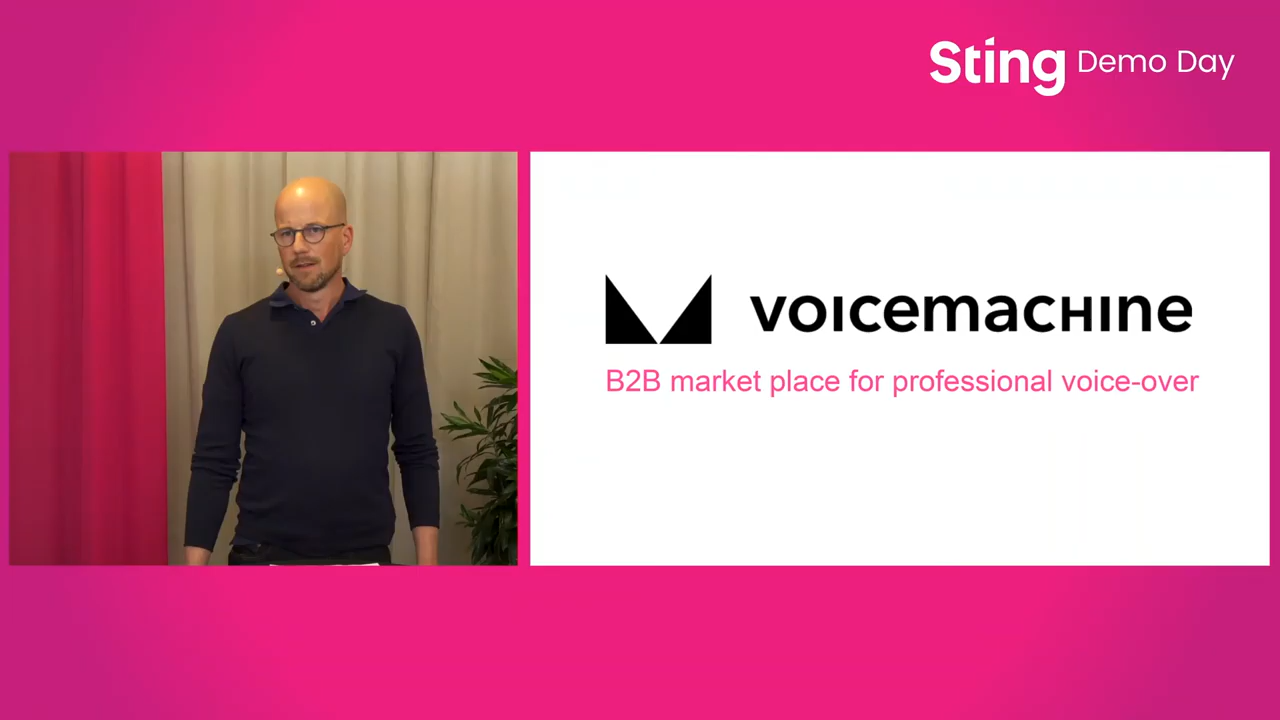 Sting Demo Day
voicemachine
B2B market place for professional voice-over